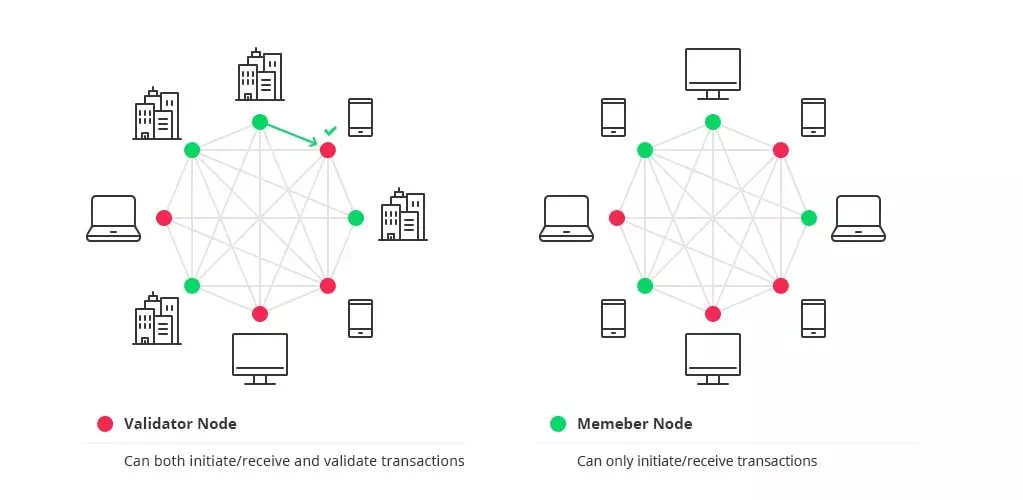 Validator Node
Can both initiate/receive and validate transactions
Memeber Node
Can only initiate/receive transactions